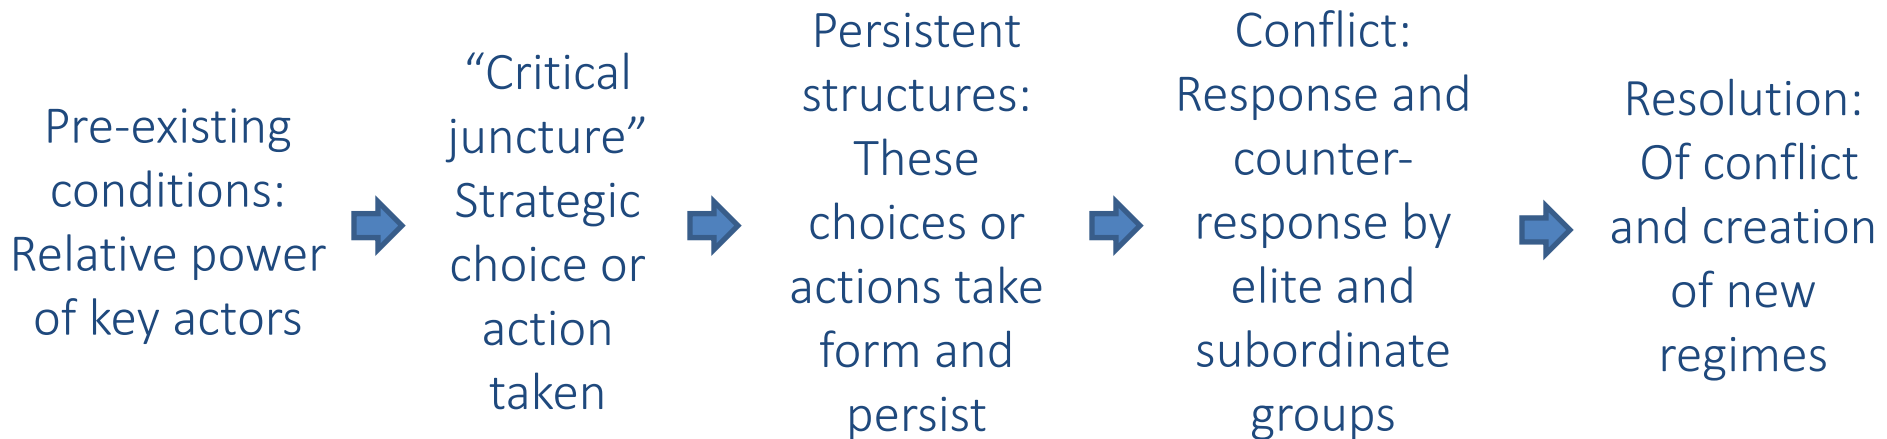 Pre-existing
conditions:
Relative power
of key actors
“Critical
juncture”
Strategic
choice or
action
taken
Persistent
structures:
These
choices or
actions take
form and
persist
Conflict:
Response and
counter-
response by
elite and
subordinate
groups
Resolution:
Of conflict
and creation
of new
regimes